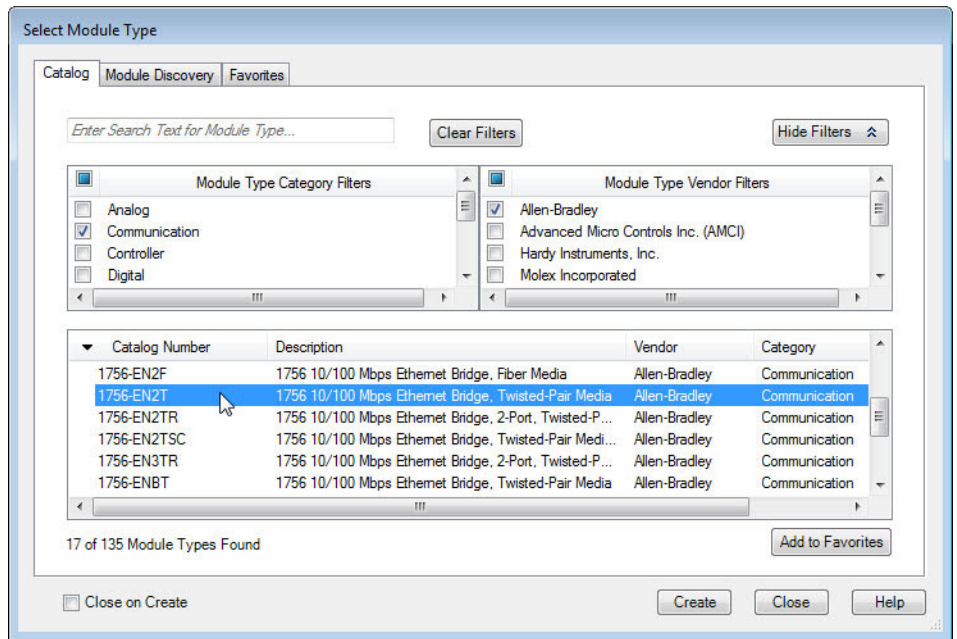 Select Module Type
Catalog Module Discovery Favorites
Enter Search Text for Module Type... Clear Filters Hide Filters
Module Type Category Filters Module Type Vendor Filters
Analog Allen-Bradley
Communication Advanced Micro Controls Inc. (AMCI)
Controller Hardy Instruments, Inc.
Digital Molex Incorporated
Catalog Number Description Vendor Category
1756-EN2F 1756 10/100 Mbps Ethernet Bridge, Fiber Media Allen-Bradley Communication
1756-EN2T 1756 10/100 Mbps Ethernet Bridge, Twisted-Pair Media Allen-Bradley Communication
1756-EN2TR 1756 10/100 Mbps Ethernet Bridge, 2-Port, Twisted-P... Allen-Bradley Communication
1756-EN2TSC 1756 10/100 Mbps Ethernet Bridge, Twisted-Pair Medi... Allen-Bradley Communication
1756-EN3TR 1756 10/100 Mbps Ethernet Bridge, 2-Port, Twisted-P... Allen-Bradley Communication
1756-ENBT 1756 10/100 Mbps Ethernet Bridge, Twisted-Pair Media Allen-Bradley Communication
17 of 135 Module Types Found Add to Favorites
Close on Create Create Close Help